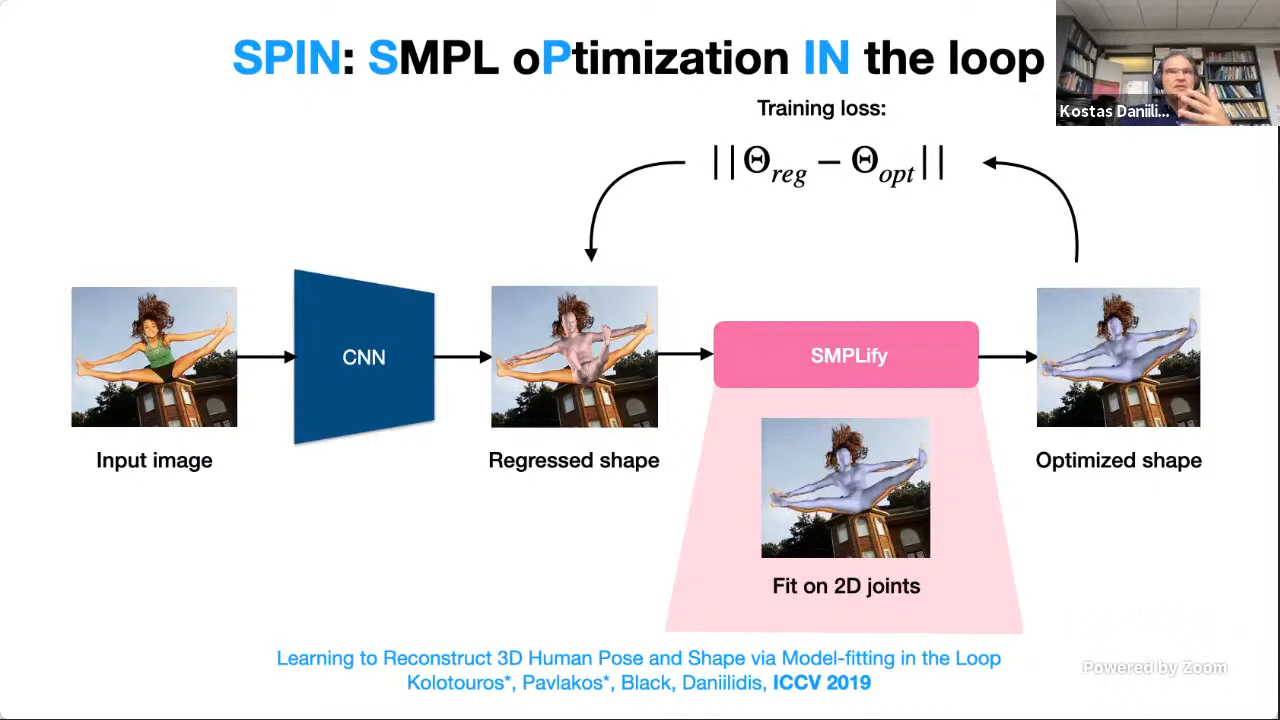 SPIN: SMPL oPtimization IN the loop
Kostas Daniili...
Training loss:
||Θreg − Θopt||
CNN
SMPLify
Input image
Regressed shape
Optimized shape
Fit on 2D joints
Learning to Reconstruct 3D Human Pose and Shape via Model-fitting in the Loop
Kolotouros*, Pavlakos*, Black, Daniilidis, ICCV 2019
Powered by Zoom